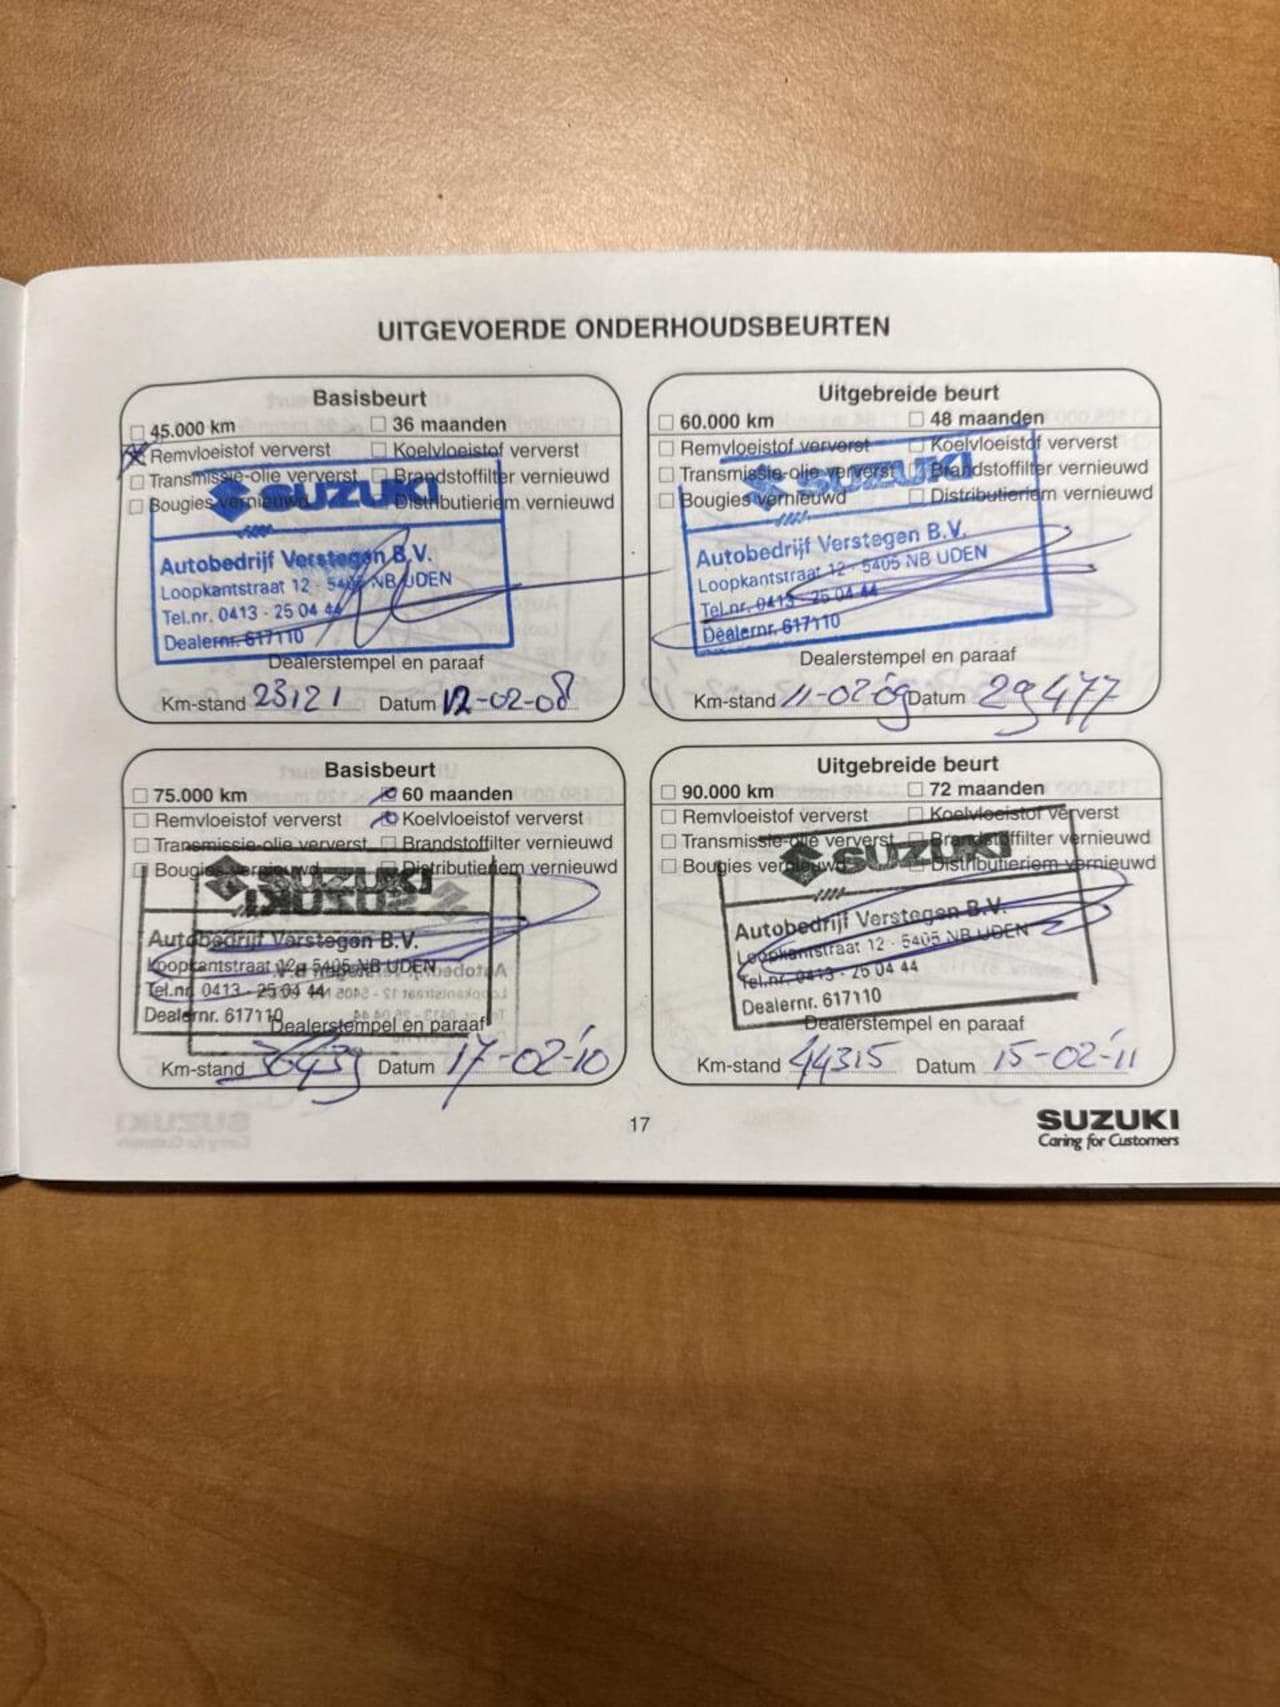 UITGEVOERDE ONDERHOUDSBEURTEN
Basisbeurt
45.000 km 36 maanden
Remvloeistof ververst Koelvloeistof ververst
Transmissie-olie ververst Brandstoffilter vernieuwd
Bougies vernieuwd Distributieriem vernieuwd
SUZUKI
Autobedrijf Verstegen B.V.
Loopkantstraat 12 - 5405 NB UDEN
Tel.nr. 0413 - 25 04 44
Dealernr. 617110
Dealerstempel en paraaf
Km-stand 23121 Datum 12-02-08
Uitgebreide beurt
60.000 km 48 maanden
Remvloeistof ververst Koelvloeistof ververst
Transmissie-olie ververst Brandstoffilter vernieuwd
Bougies vernieuwd Distributieriem vernieuwd
SUZUKI
Autobedrijf Verstegen B.V.
Loopkantstraat 12 - 5405 NB UDEN
Tel.nr. 0413 - 25 04 44
Dealernr. 617110
Dealerstempel en paraaf
Km-stand 11-02-09 Datum 29477
Basisbeurt
75.000 km 60 maanden
Remvloeistof ververst Koelvloeistof ververst
Transmissie-olie ververst Brandstoffilter vernieuwd
Bougies vernieuwd Distributieriem vernieuwd
SUZUKI
Autobedrijf Verstegen B.V.
Loopkantstraat 12 - 5405 NB UDEN
Tel.nr. 0413 - 25 04 44
Dealernr. 617110
Dealerstempel en paraaf
Km-stand Datum 17-02-'10
Uitgebreide beurt
90.000 km 72 maanden
Remvloeistof ververst Koelvloeistof ververst
Transmissie-olie ververst Brandstoffilter vernieuwd
Bougies vernieuwd Distributieriem vernieuwd
SUZUKI
Autobedrijf Verstegen B.V.
Loopkantstraat 12 - 5405 NB UDEN
Tel.nr. 0413 - 25 04 44
Dealernr. 617110
Dealerstempel en paraaf
Km-stand 44315 Datum 15-02-'11
17
SUZUKI
Caring for Customers